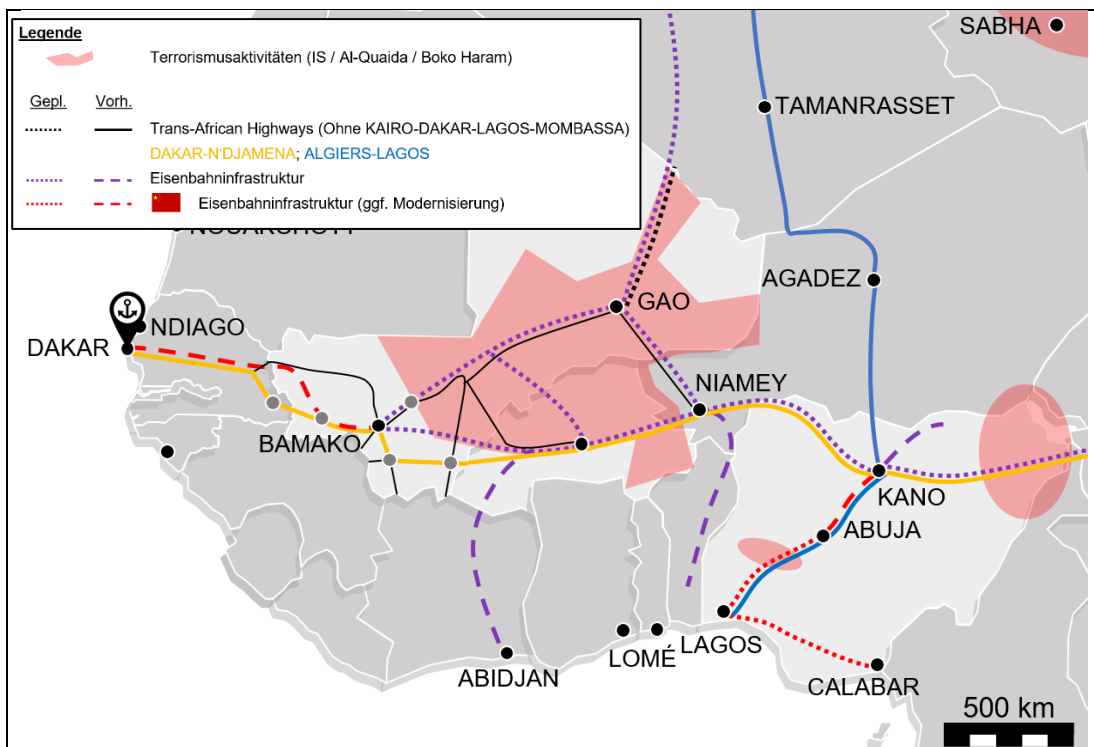 Legende
Terrorismusaktivitäten (IS / Al-Quaida / Boko Haram)
Gepl. Vorh.
Trans-African Highways (Ohne KAIRO-DAKAR-LAGOS-MOMBASSA)
DAKAR-N'DJAMENA; ALGIERS-LAGOS
Eisenbahninfrastruktur
Eisenbahninfrastruktur (ggf. Modernisierung)
SABHA
TAMANRASSET
AGADEZ
GAO
NDIAGO
DAKAR
NIAMEY
BAMAKO
KANO
ABUJA
LAGOS
LOMÉ
ABIDJAN
CALABAR
500 km